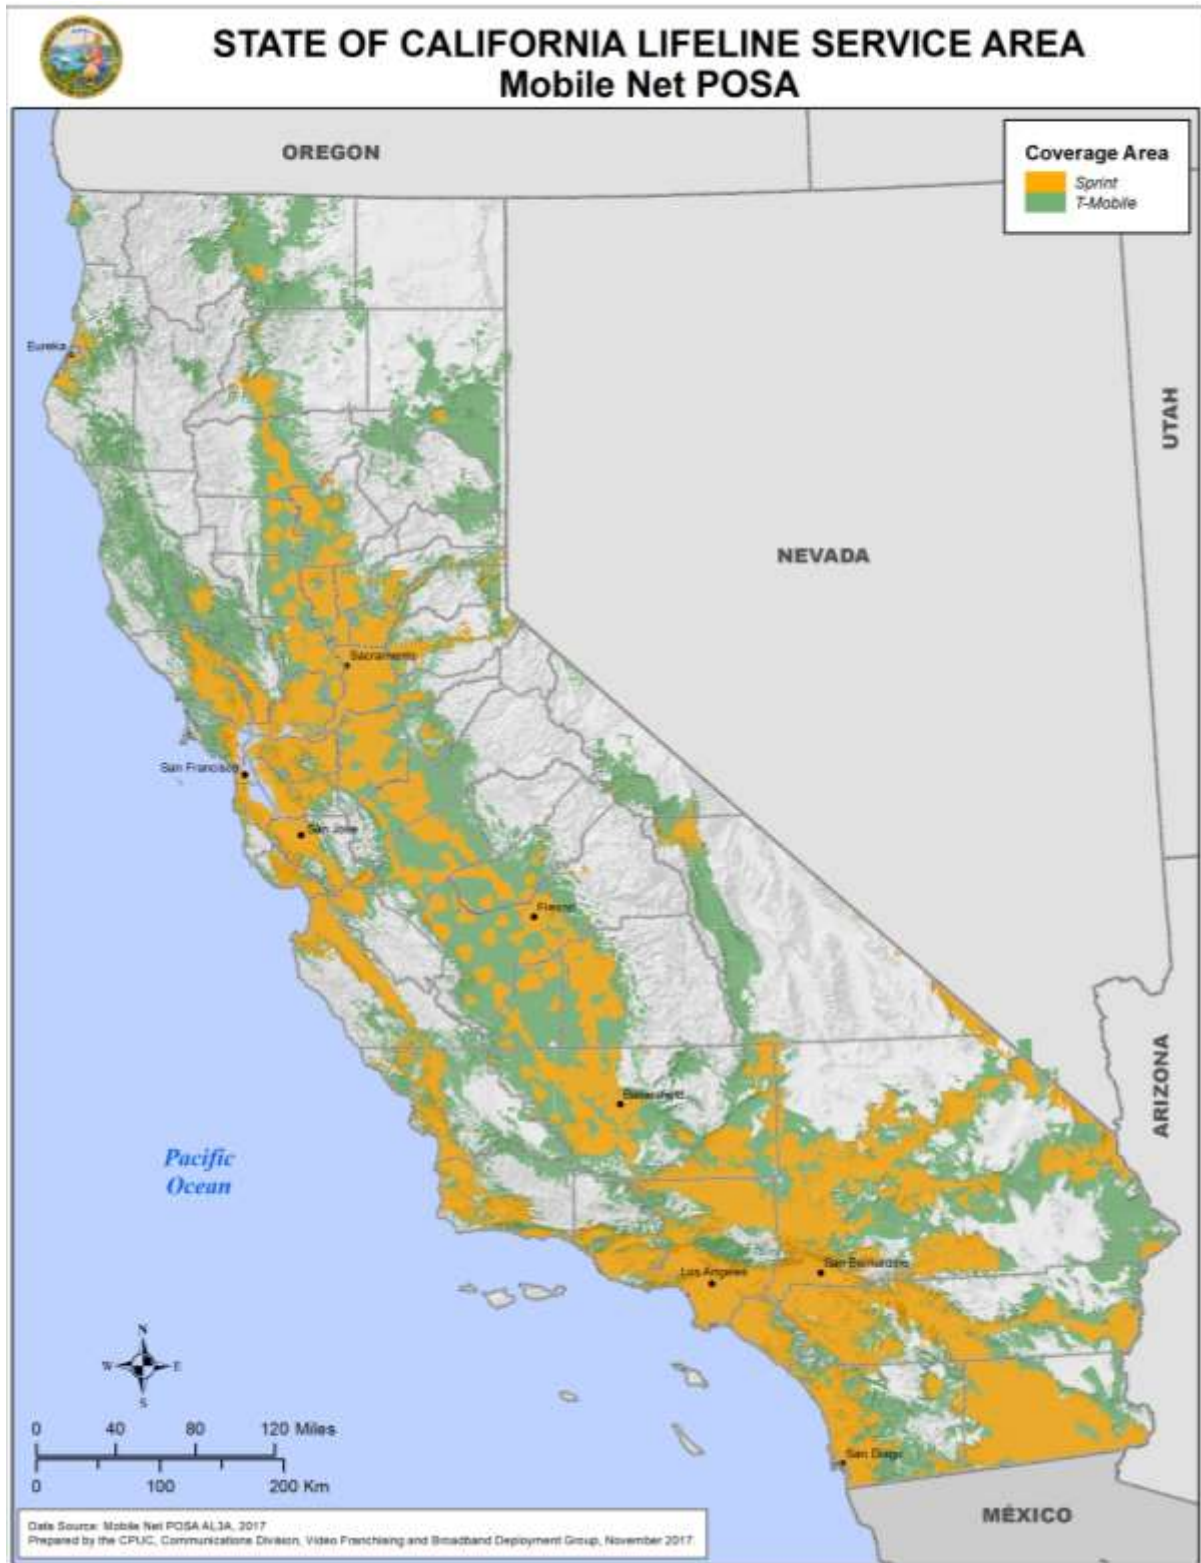 STATE OF CALIFORNIA LIFELINE SERVICE AREA
Mobile Net POSA
OREGON
Coverage Area
Sprint
T-Mobile
Eureka
UTAH
NEVADA
Sacramento
San Francisco
San Jose
Fresno
ARIZONA
Bakersfield
Pacific
Ocean
San Bernardino
Los Angeles
N
W
E
S
0 40 80 120 Miles
San Diego
0 100 200 Km
MÉXICO
Data Source: Mobile Net POSA AL3A, 2017
Prepared by the CPUC, Communications Division, Video Franchising and Broadband Deployment Group, November 2017.